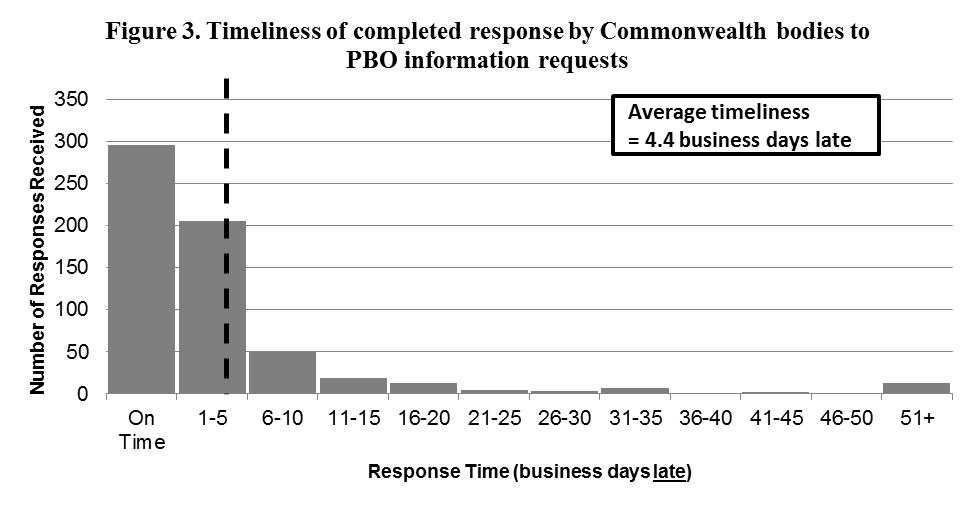 Figure 3. Timeliness of completed response by Commonwealth bodies to
PBO information requests
Average timeliness
= 4.4 business days late
Number of Responses Received
350
300
250
200
150
100
50
0
On Time 1-5 6-10 11-15 16-20 21-25 26-30 31-35 36-40 41-45 46-50 51+
Response Time (business days late)